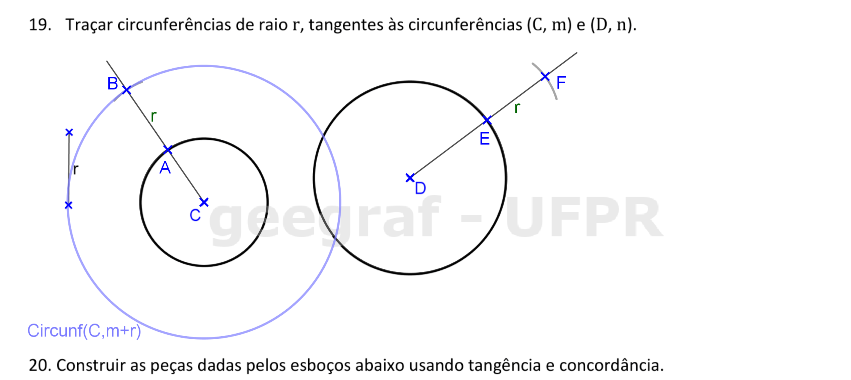 19. Traçar circunferências de raio r, tangentes às circunferências (C, m) e (D, n).
B
F
r
r
E
r
A
D
C
geegraf - UFPR
Circunf(C,m+r)
20. Construir as peças dadas pelos esboços abaixo usando tangência e concordância.